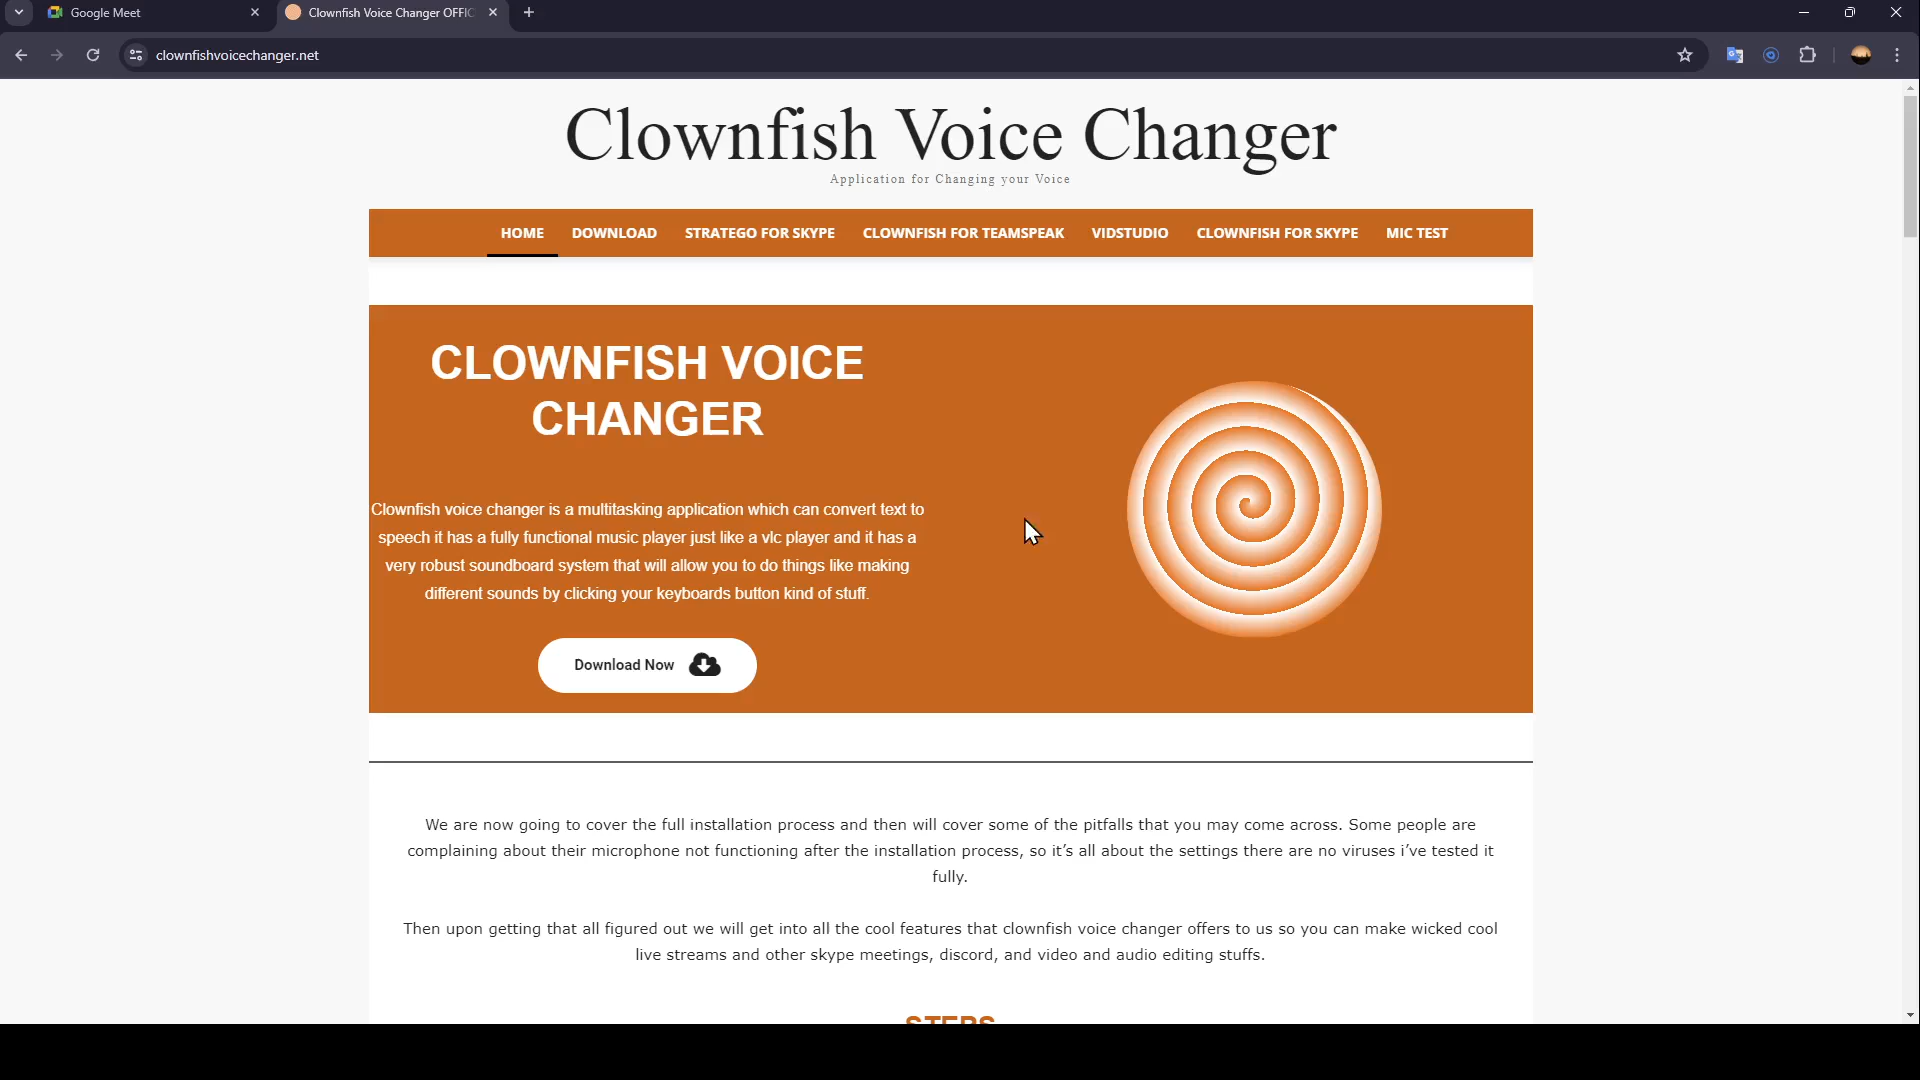 Google Meet
Clownfish Voice Changer OFFIC
clownfishvoicechanger.net
Clownfish Voice Changer
Application for Changing your Voice
HOME DOWNLOAD STRATEGO FOR SKYPE CLOWNFISH FOR TEAMSPEAK VIDSTUDIO CLOWNFISH FOR SKYPE MIC TEST
CLOWNFISH VOICE
CHANGER
Clownfish voice changer is a multitasking application which can convert text to
speech it has a fully functional music player just like a vlc player and it has a
very robust soundboard system that will allow you to do things like making
different sounds by clicking your keyboards button kind of stuff.
Download Now
We are now going to cover the full installation process and then will cover some of the pitfalls that you may come across. Some people are
complaining about their microphone not functioning after the installation process, so it’s all about the settings there are no viruses i’ve tested it
fully.
Then upon getting that all figured out we will get into all the cool features that clownfish voice changer offers to us so you can make wicked cool
live streams and other skype meetings, discord, and video and audio editing stuffs.
STEPS